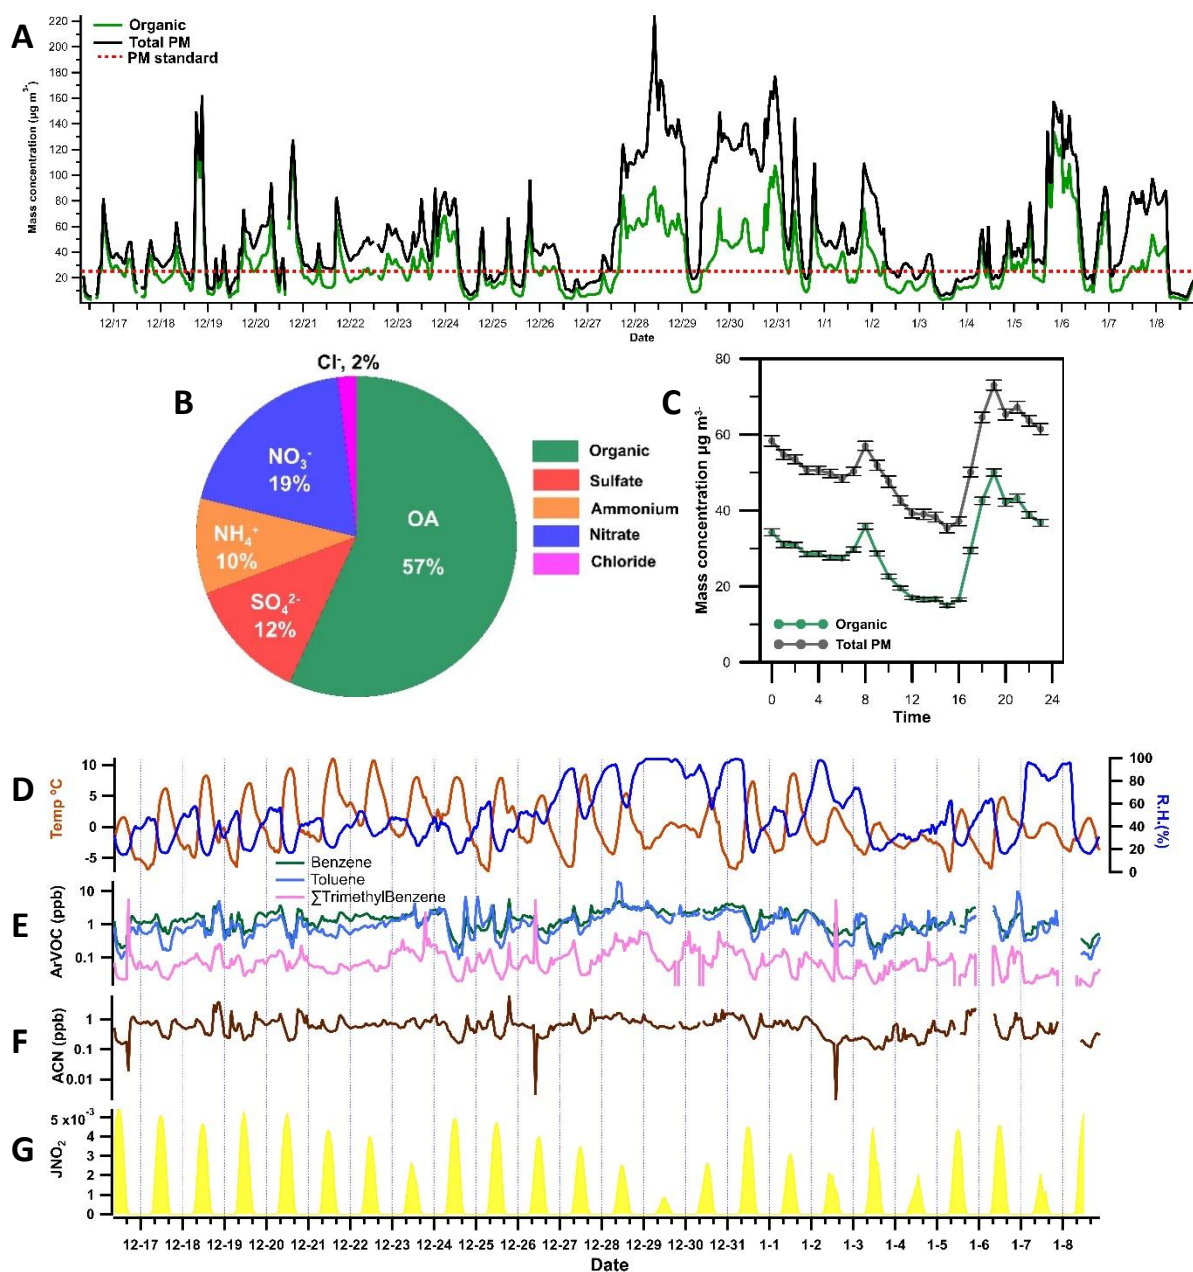 A
Organic
Total PM
PM standard
Mass concentration (µg m³⁻)
220
200
180
160
140
120
100
80
60
40
20
12/17 12/18 12/19 12/20 12/21 12/22 12/23 12/24 12/25 12/26 12/27 12/28 12/29 12/30 12/31 1/1 1/2 1/3 1/4 1/5 1/6 1/7 1/8
Date
B
Cl⁻, 2%
NO₃⁻
19%
NH₄⁺
10%
SO₄²⁻
12%
OA
57%
Organic
Sulfate
Ammonium
Nitrate
Chloride
C
Mass concentration µg m³⁻
80
60
40
20
0
Organic
Total PM
0 4 8 12 16 20 24
Time
D
Temp ºC
10
5
0
-5
100
80
60
40
20
0
R.H.(%)
E
Benzene
Toluene
∑TrimethylBenzene
ArVOC (ppb)
10
1
0.1
F
ACN (ppb)
1
0.1
0.01
G
JNO₂
5 x10⁻³
4
3
2
1
0
12-17 12-18 12-19 12-20 12-21 12-22 12-23 12-24 12-25 12-26 12-27 12-28 12-29 12-30 12-31 1-1 1-2 1-3 1-4 1-5 1-6 1-7 1-8
Date